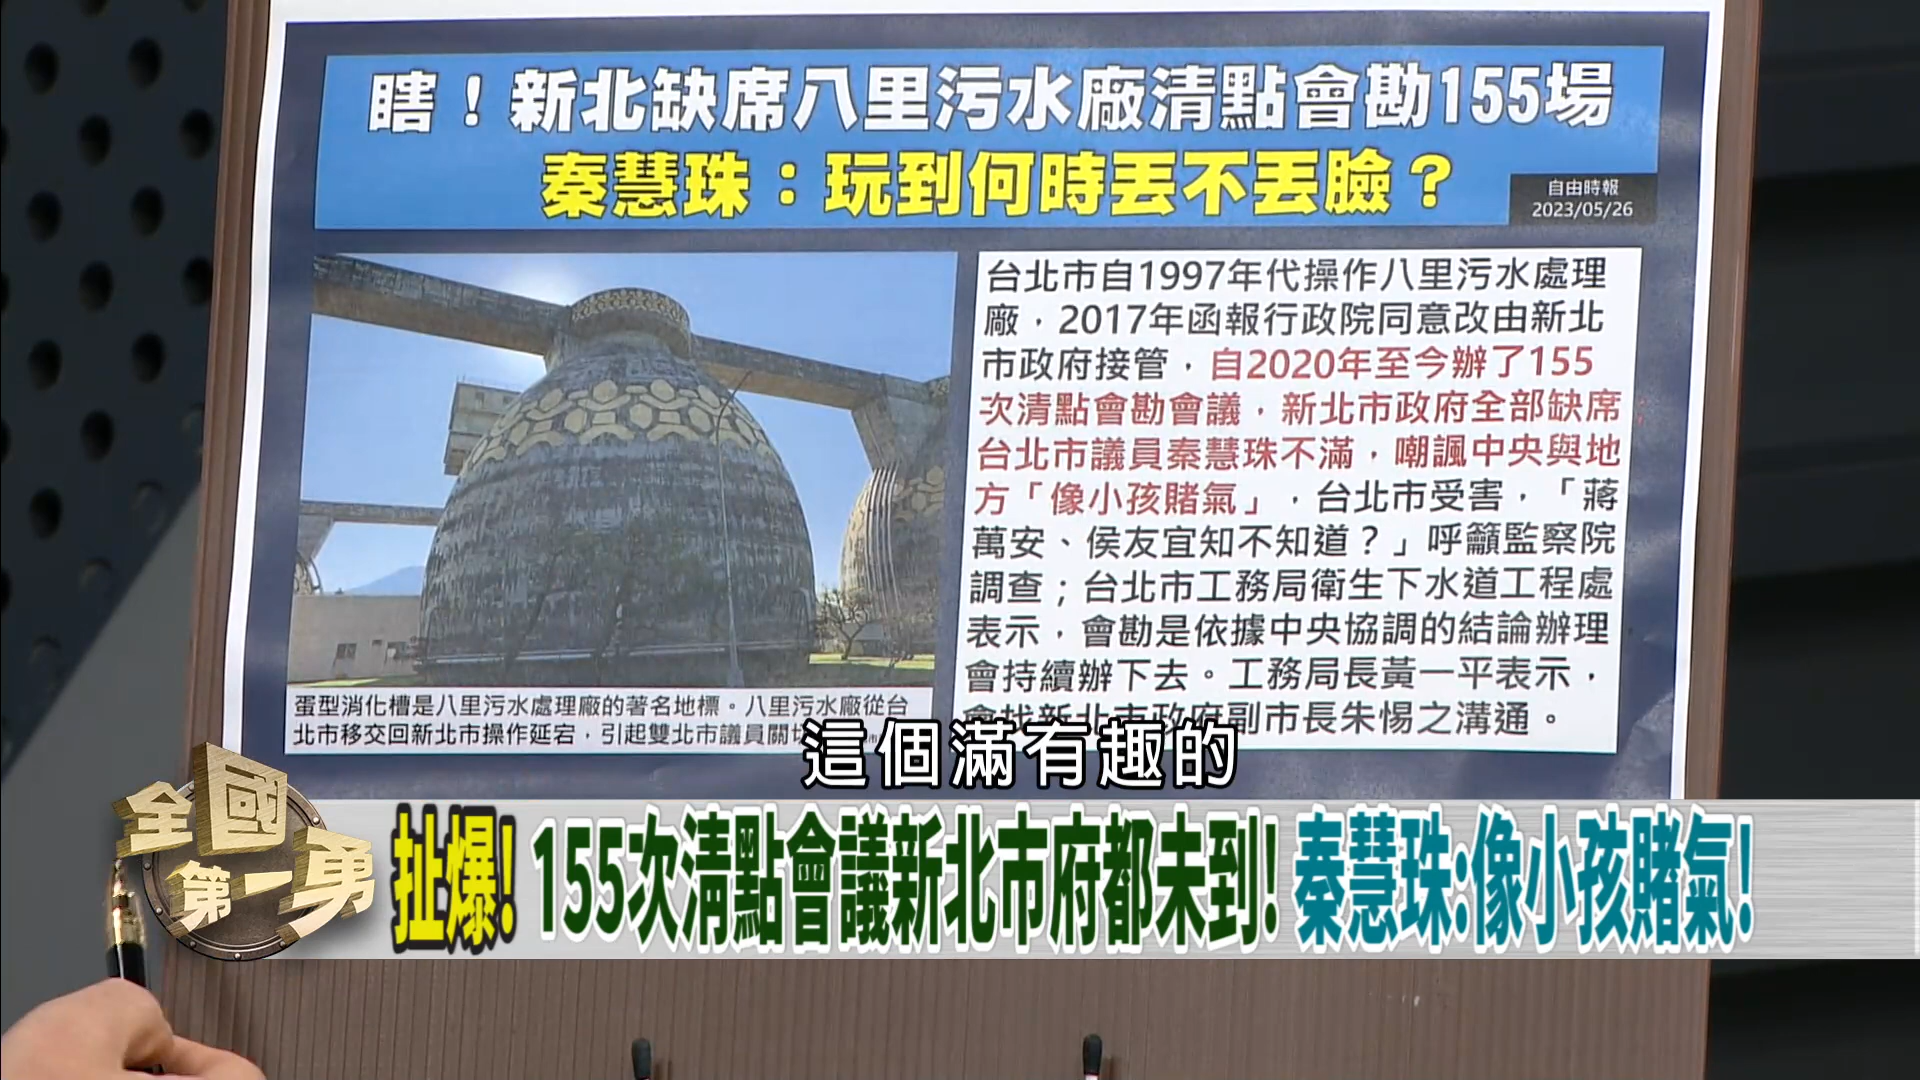 瞎！新北缺席八里污水廠清點會勘155場
秦慧珠：玩到何時丟不丟臉？
自由時報
2023/05/26
台北市自1997年代操作八里污水處理
廠，2017年函報行政院同意改由新北
市政府接管，自2020年至今辦了155
次清點會勘會議，新北市政府全部缺席
台北市議員秦慧珠不滿，嘲諷中央與地
方「像小孩賭氣」，台北市受害，「蔣
萬安、侯友宜知不知道？」呼籲監察院
調查；台北市工務局衛生下水道工程處
表示，會勘是依據中央協調的結論辦理
會持續辦下去。工務局長黃一平表示，
會找新北市政府副市長朱惕之溝通。
蛋型消化槽是八里污水處理廠的著名地標。八里污水廠從台
北市移交回新北市操作延宕，引起雙北市議員關切
這個滿有趣的
全國第一勇
扯爆! 155次清點會議新北市府都未到! 秦慧珠:像小孩賭氣!